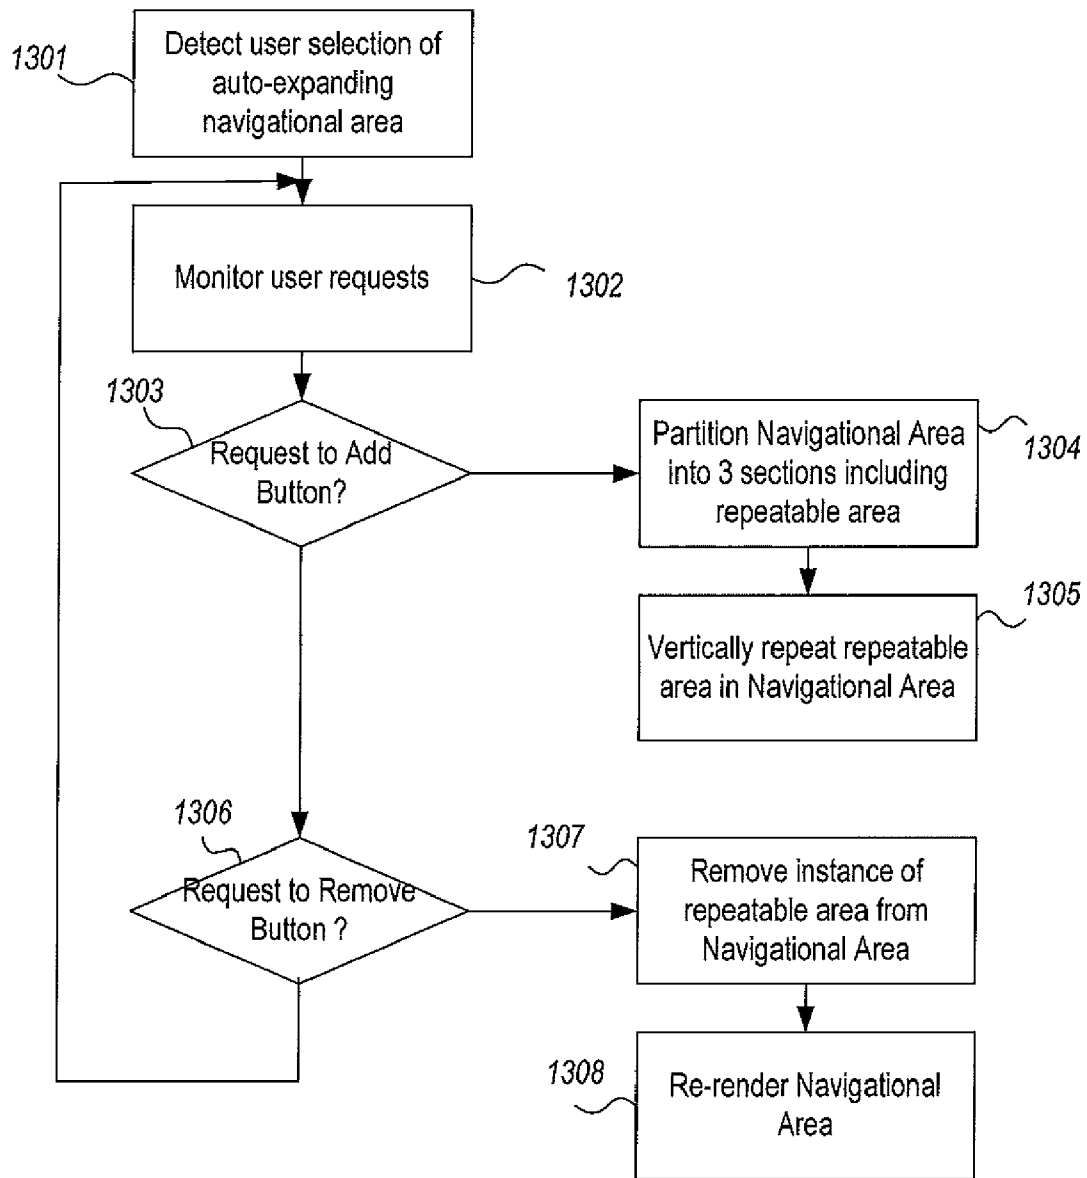 1301
Detect user selection of
auto-expanding
navigational area
Monitor user requests
1302
1303
Request to Add
Button?
Partition Navigational Area
into 3 sections including
repeatable area
1304
1305
Vertically repeat repeatable
area in Navigational Area
1306
Request to Remove
Button ?
1307
Remove instance of
repeatable area from
Navigational Area
1308
Re-render Navigational
Area